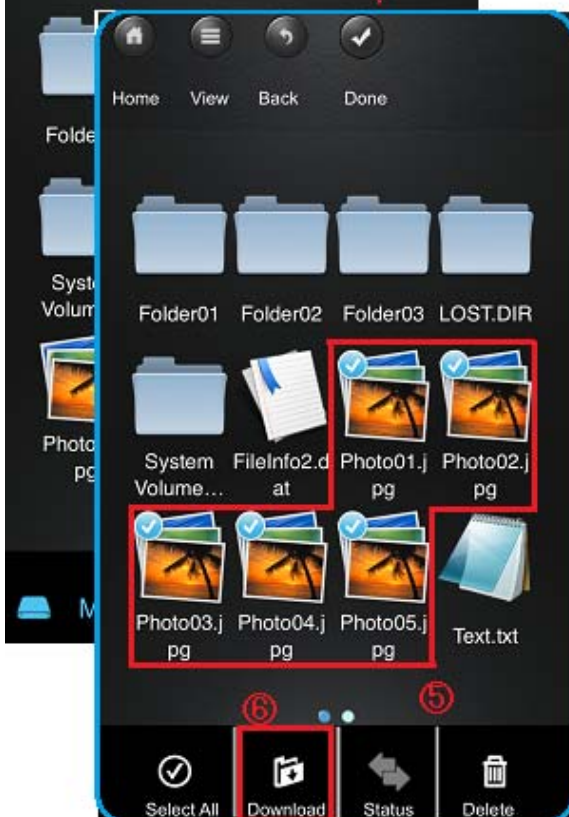 Home View Back Done
Folde
Folder01 Folder02 Folder03 LOST.DIR
Syste
Volum
System FileInfo2.d Photo01.j Photo02.j
Volume... at pg pg
Photo
pg
Photo03.j Photo04.j Photo05.j Text.txt
pg pg pg
M
⑥ ⑤
Select All Download Status Delete